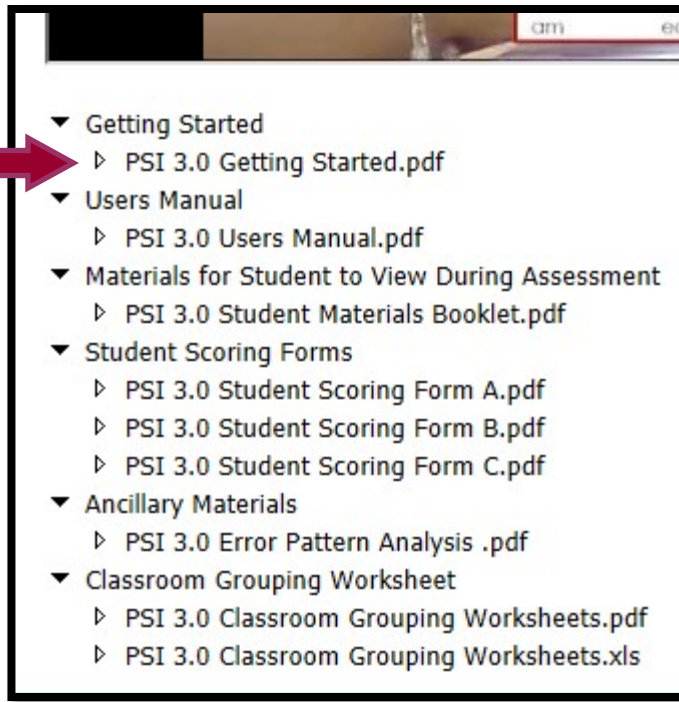 am
Getting Started
PSI 3.0 Getting Started.pdf
Users Manual
PSI 3.0 Users Manual.pdf
Materials for Student to View During Assessment
PSI 3.0 Student Materials Booklet.pdf
Student Scoring Forms
PSI 3.0 Student Scoring Form A.pdf
PSI 3.0 Student Scoring Form B.pdf
PSI 3.0 Student Scoring Form C.pdf
Ancillary Materials
PSI 3.0 Error Pattern Analysis .pdf
Classroom Grouping Worksheet
PSI 3.0 Classroom Grouping Worksheets.pdf
PSI 3.0 Classroom Grouping Worksheets.xls